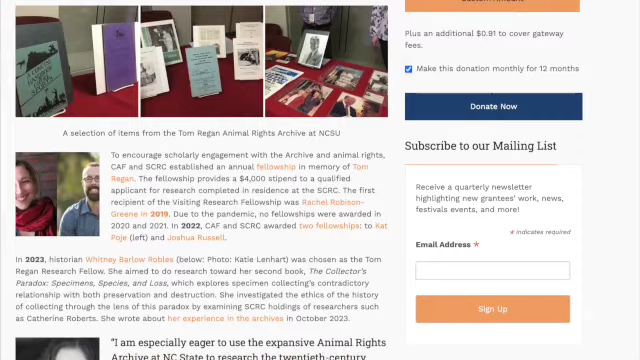 A selection of items from the Tom Regan Animal Rights Archive at NCSU
To encourage scholarly engagement with the Archive and animal rights,
CAF and SCRC established an annual fellowship in memory of Tom
Regan. The fellowship provides a $4,000 stipend to a qualified
applicant for research completed in residence at the SCRC. The first
recipient of the Visiting Research Fellowship was Rachel Robison-
Greene in 2019. Due to the pandemic, no fellowships were awarded in
2020 and 2021. In 2022, CAF and SCRC awarded two fellowships: to Kat
Poje (left) and Joshua Russell.
In 2023, historian Whitney Barlow Robles (below: Photo: Katie Lenhart) was chosen as the Tom
Regan Research Fellow. She aimed to do research toward her second book, The Collector's
Paradox: Specimens, Species, and Loss, which explores specimen collecting's contradictory
relationship with both preservation and destruction. She investigated the ethics of the history
of collecting through the lens of this paradox by examining SCRC holdings of researchers such
as Catherine Roberts. She wrote about her experience in the archives in October 2023.
"I am especially eager to use the expansive Animal Rights
Archive at NC State to research the twentieth-century
Custom Amount
Plus an additional $0.91 to cover gateway
fees.
Make this donation monthly for 12 months
Donate Now
Subscribe to our Mailing List
Receive a quarterly newsletter
highlighting new grantees' work, news,
festivals events, and more!
* indicates required
Email Address *
Sign Up